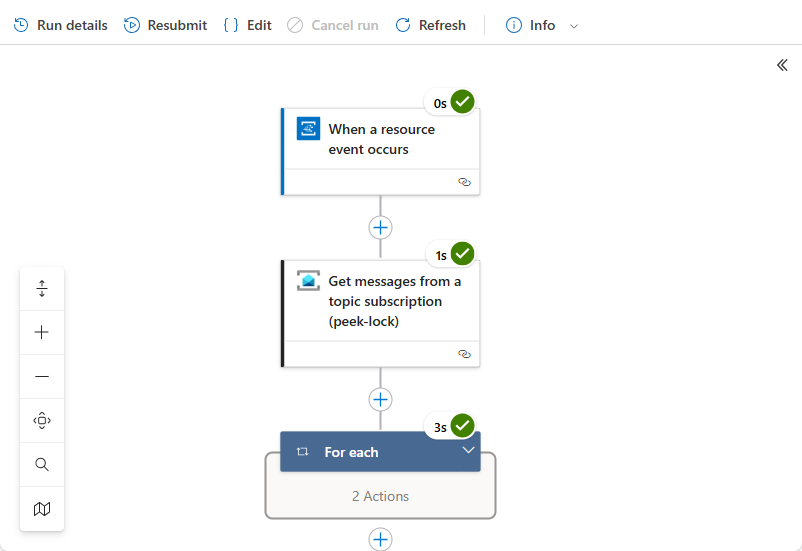 Run details Resubmit { } Edit Cancel run Refresh Info
0s
When a resource
event occurs
1s
Get messages from a
topic subscription
(peek-lock)
3s
For each
2 Actions